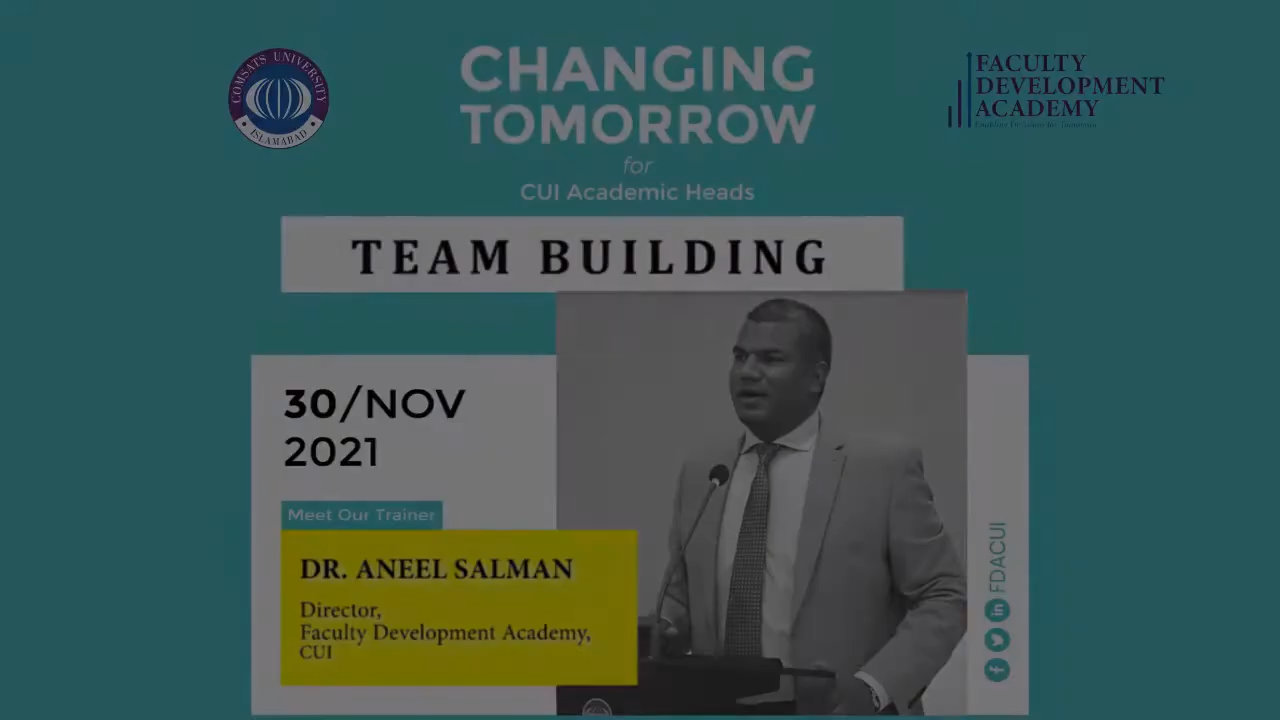 COMSATS UNIVERSITY
ISLAMABAD
CHANGING
TOMORROW
for
CUI Academic Heads
FACULTY
DEVELOPMENT
ACADEMY
TEAM BUILDING
30/NOV
2021
Meet Our Trainer
DR. ANEEL SALMAN
Director,
Faculty Development Academy,
CUI
FDACUI